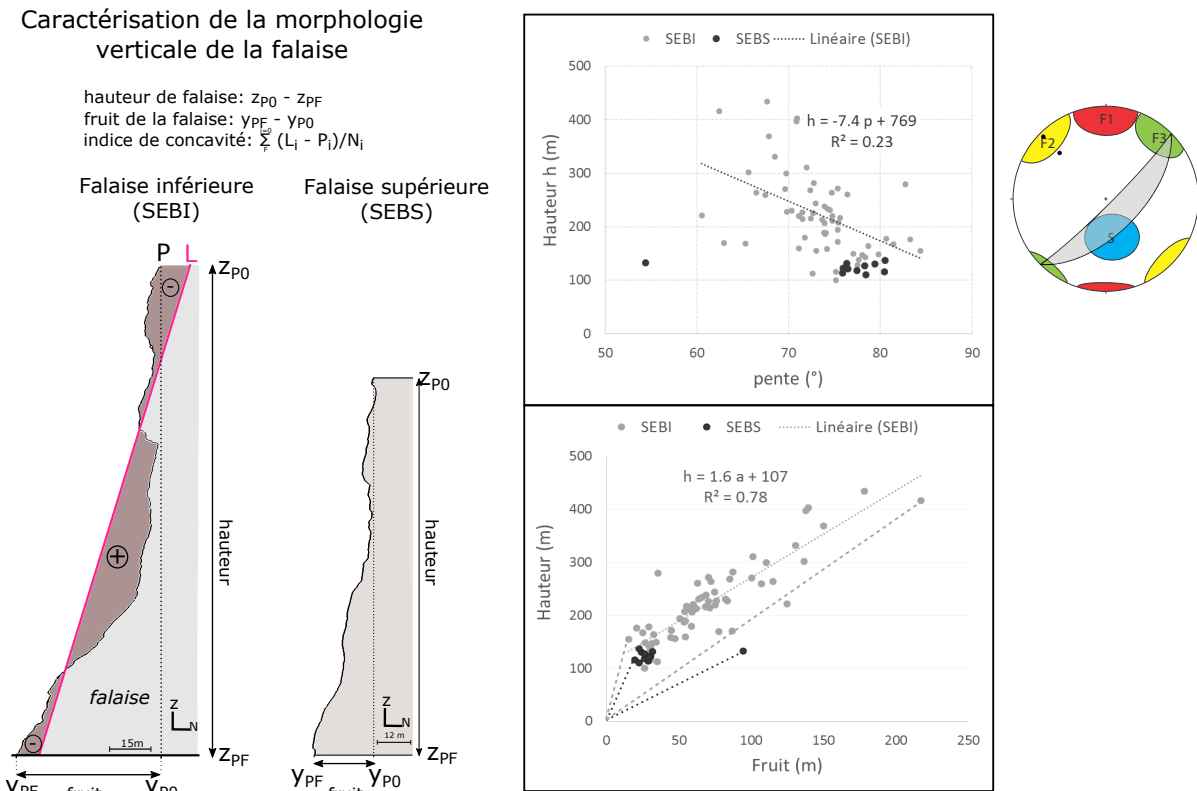 Caractérisation de la morphologie
verticale de la falaise
hauteur de falaise: zP0 - zPF
fruit de la falaise: yPF - yP0
indice de concavité: Σ (Li - Pi)/Ni
Falaise inférieure
(SEBI)
Falaise supérieure
(SEBS)
P L
zP0
-
+
-
hauteur
falaise
z
N
15m
zPF
yPF
yP0
fruit
zP0
hauteur
z
N
12 m
zPF
yPF yP0
fruit
SEBI SEBS Linéaire (SEBI)
500
400
300
200
100
0
h = -7.4 p + 769
R² = 0.23
Hauteur h (m)
50 60 70 80 90
pente (°)
SEBI SEBS Linéaire (SEBI)
500
400
300
200
100
0
h = 1.6 a + 107
R² = 0.78
Hauteur (m)
0 50 100 150 200 250
Fruit (m)
F1
F2
F3
S